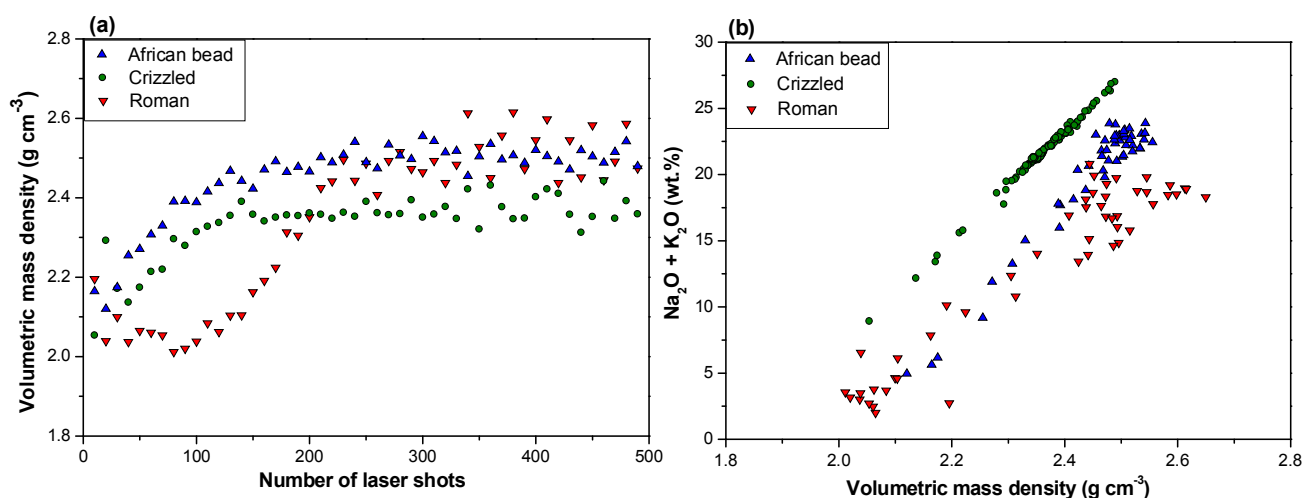 (a)
2.8
2.6
2.4
2.2
2.0
1.8
Volumetric mass density (g cm⁻³)
African bead
Crizzled
Roman
0 100 200 300 400 500
Number of laser shots
(b)
30
25
20
15
10
5
0
Na₂O + K₂O (wt.%)
African bead
Crizzled
Roman
1.8 2.0 2.2 2.4 2.6 2.8
Volumetric mass density (g cm⁻³)